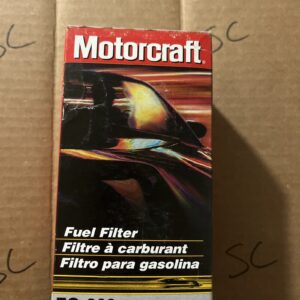 SC
Motorcraft®
SC
Fuel Filter
Filtre à carburant
Filtro para gasolina
SC
SC